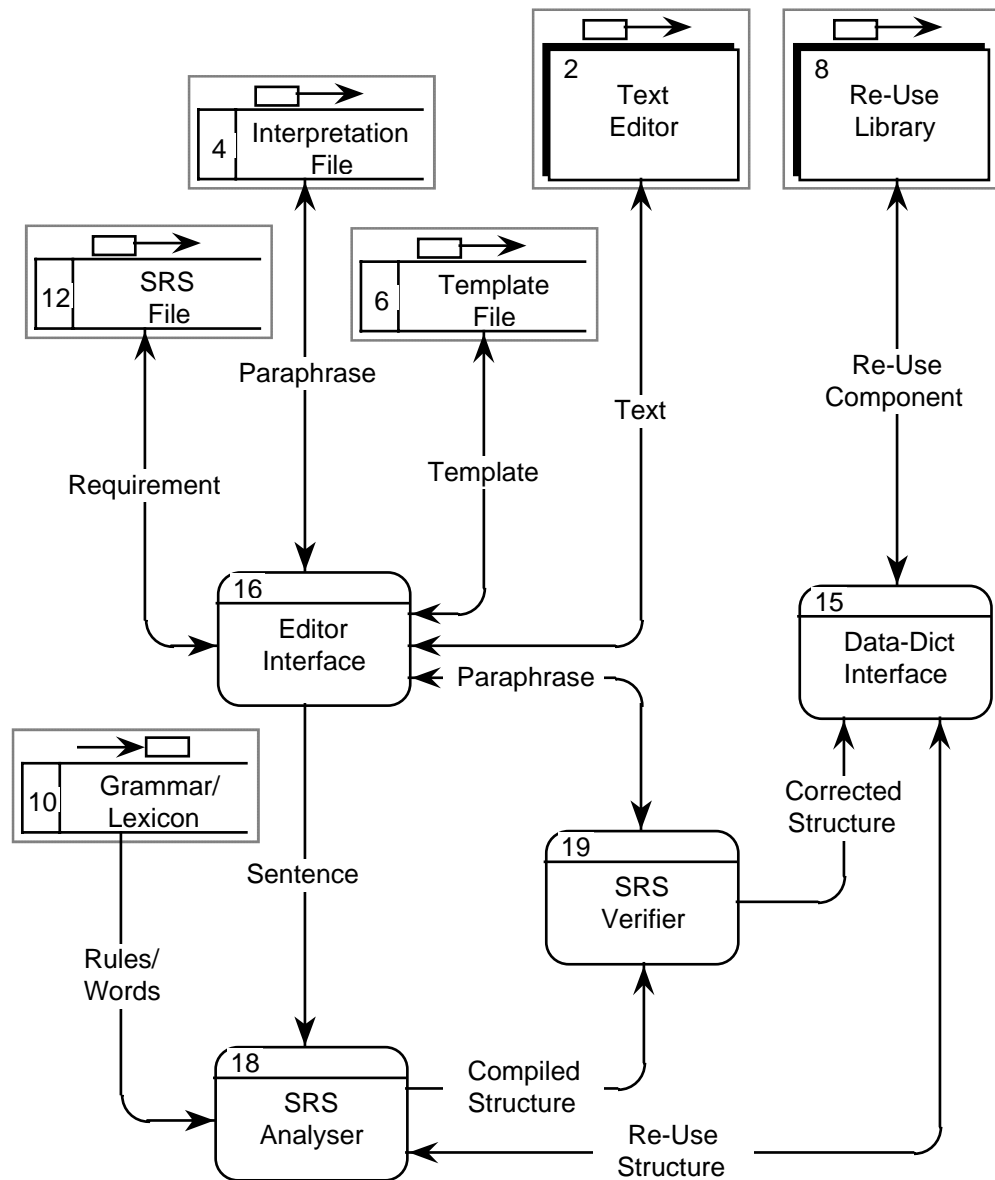 2
Text
Editor
8
Re-Use
Library
4
Interpretation
File
12
SRS
File
6
Template
File
Paraphrase
Re-Use
Component
Text
Template
Requirement
16
Editor
Interface
15
Data-Dict
Interface
Paraphrase
10
Grammar/
Lexicon
Corrected
Structure
19
SRS
Verifier
Sentence
Rules/
Words
18
SRS
Analyser
Compiled
Structure
Re-Use
Structure